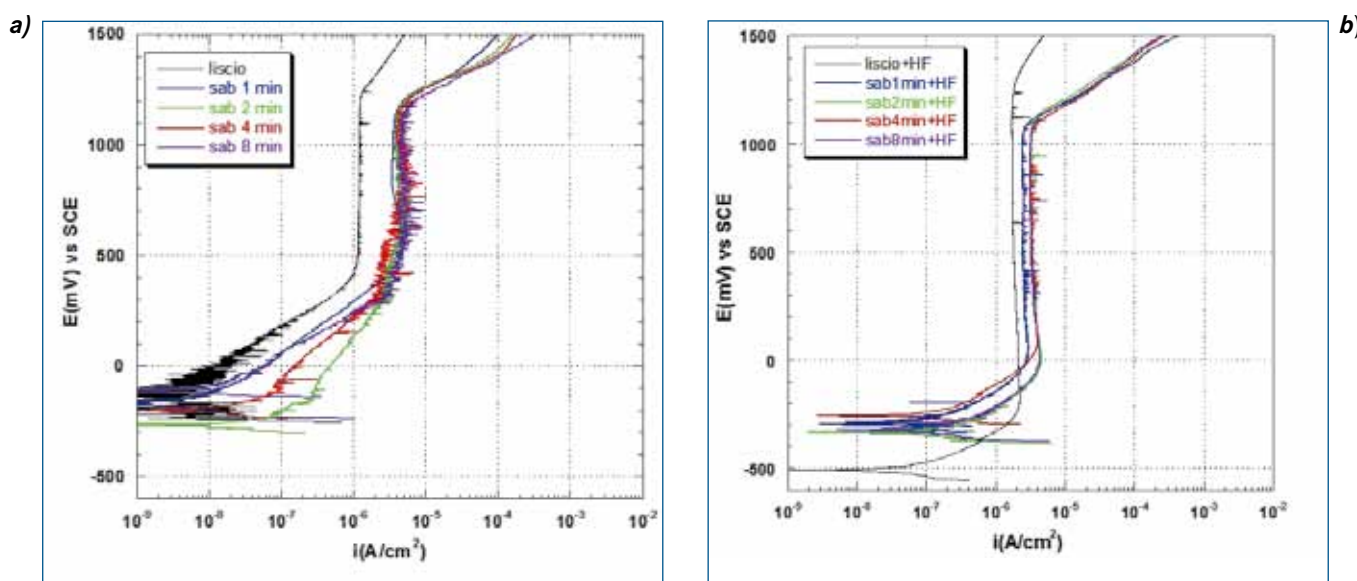 a)
1500
1000
500
0
-500
E(mV) vs SCE
liscio
sab 1 min
sab 2 min
sab 4 min
sab 8 min
10-9 10-8 10-7 10-6 10-5 10-4 10-3 10-2
i(A/cm2)
b)
1500
1000
500
0
-500
E(mV) vs SCE
liscio+HF
sab1min+HF
sab2min+HF
sab4min+HF
sab8min+HF
10-9 10-8 10-7 10-6 10-5 10-4 10-3 10-2
i(A/cm2)